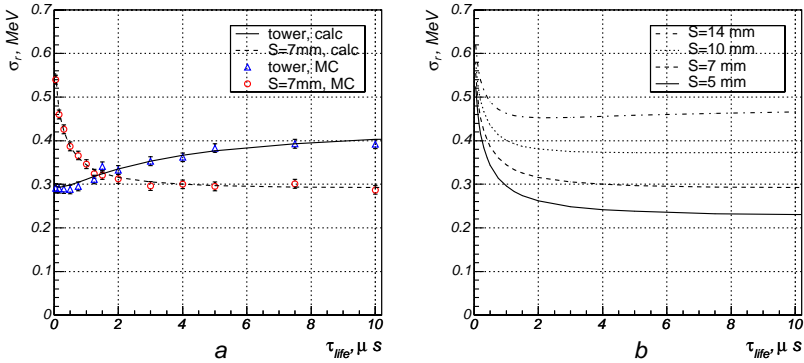 σr, MeV
0.7
0.6
0.5
0.4
0.3
0.2
0.1
0
0 2 4 6 8 10
τlife, μ s
a
tower, calc
S=7mm, calc
tower, MC
S=7mm, MC
σr, MeV
0.7
0.6
0.5
0.4
0.3
0.2
0.1
0
0 2 4 6 8 10
τlife, μ s
b
S=14 mm
S=10 mm
S=7 mm
S=5 mm